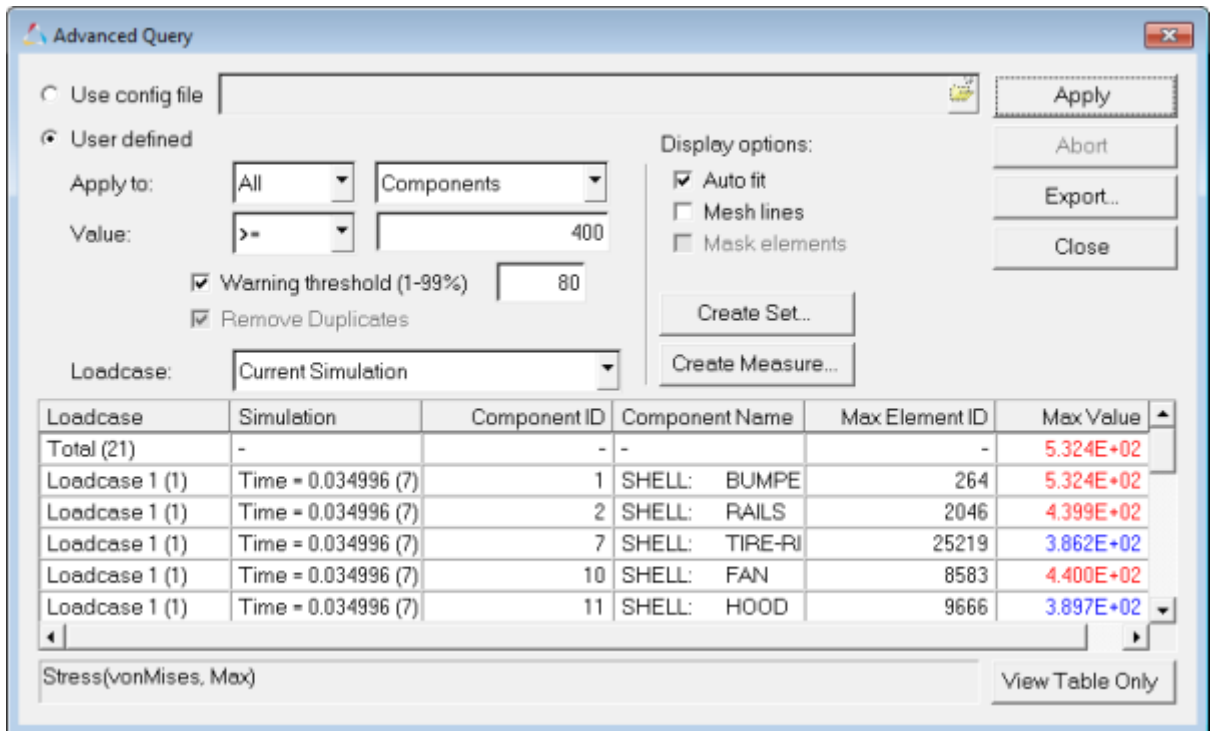 Advanced Query
Use config file
Apply
User defined
Display options:
Abort
Apply to: All Components
Auto fit
Export...
Value: >= 400
Mesh lines
Mask elements
Close
Warning threshold (1-99%) 80
Remove Duplicates
Create Set...
Create Measure...
Loadcase: Current Simulation
Loadcase Simulation Component ID Component Name Max Element ID Max Value
Total (21) - - - - 5.324E+02
Loadcase 1 (1) Time = 0.034996 (7) 1 SHELL: BUMPE 264 5.324E+02
Loadcase 1 (1) Time = 0.034996 (7) 2 SHELL: RAILS 2046 4.399E+02
Loadcase 1 (1) Time = 0.034996 (7) 7 SHELL: TIRE-RI 25219 3.862E+02
Loadcase 1 (1) Time = 0.034996 (7) 10 SHELL: FAN 8583 4.400E+02
Loadcase 1 (1) Time = 0.034996 (7) 11 SHELL: HOOD 9666 3.897E+02
Stress(vonMises, Max)
View Table Only